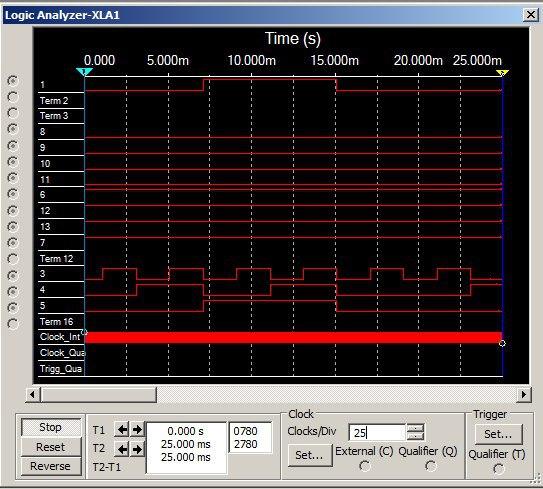 Logic Analyzer-XLA1
Time (s)
0.000 5.000m 10.000m 15.000m 20.000m 25.000m
1
Term 2
Term 3
8
9
10
11
6
12
13
7
Term 12
3
4
5
Term 16
Clock_Int
Clock_Qua
Trigg_Qua
Stop
Reset
Reverse
T1
T2
T2-T1
0.000 s
25.000 ms
25.000 ms
0780
2780
Clock
Clocks/Div 25
Set...
External (C) Qualifier (Q)
Trigger
Set...
Qualifier (T)